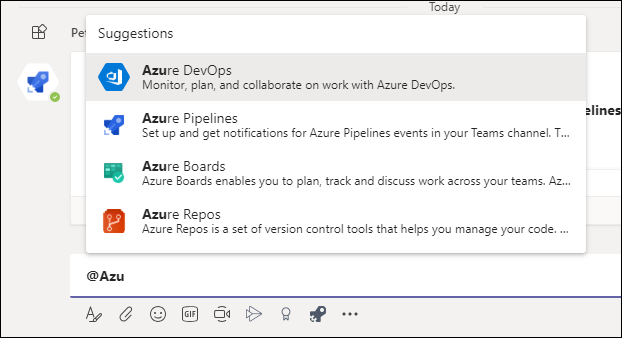 Today
Pe
Suggestions
Azure DevOps
Monitor, plan, and collaborate on work with Azure DevOps.
Azure Pipelines
Set up and get notifications for Azure Pipelines events in your Teams channel. T...
elines
Azure Boards
Azure Boards enables you to plan, track and discuss work across your teams. Az...
Azure Repos
Azure Repos is a set of version control tools that helps you manage your code. ...
@Azu
GIF